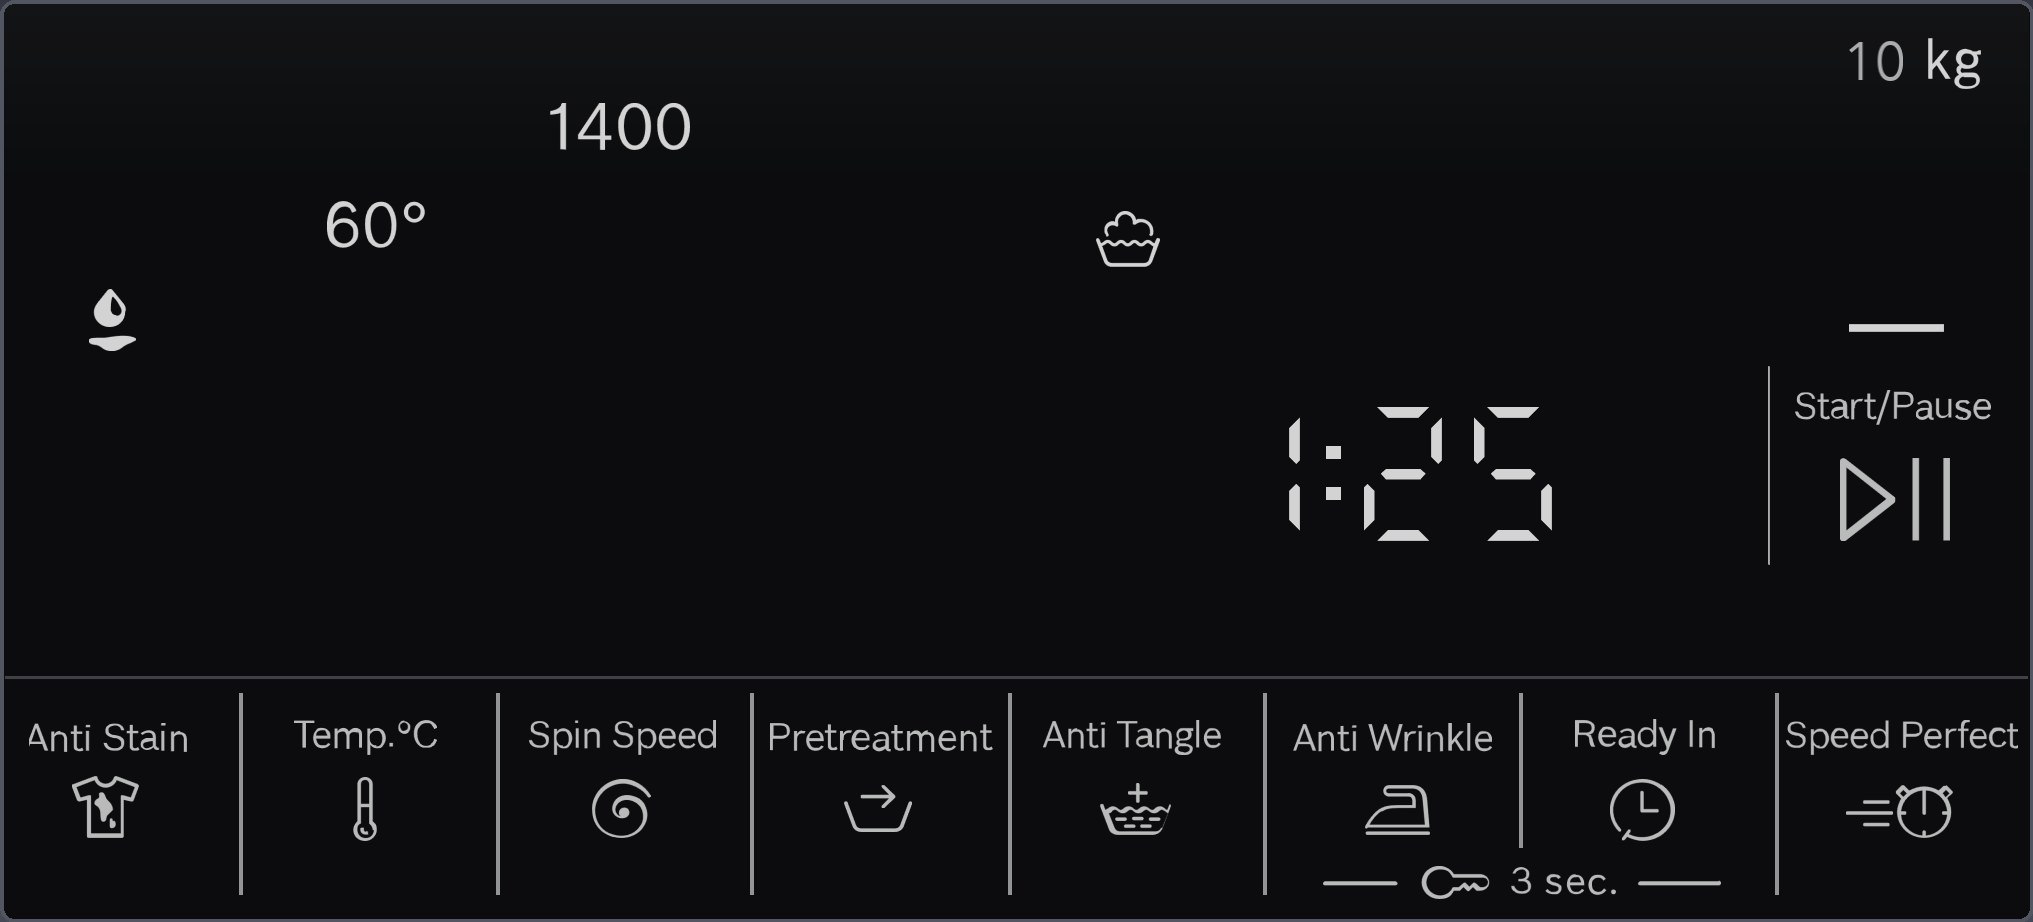 10 kg
1400
60°
1:25
Start/Pause
Anti Stain
Temp.°C
Spin Speed
Pretreatment
Anti Tangle
Anti Wrinkle
Ready In
Speed Perfect
3 sec.